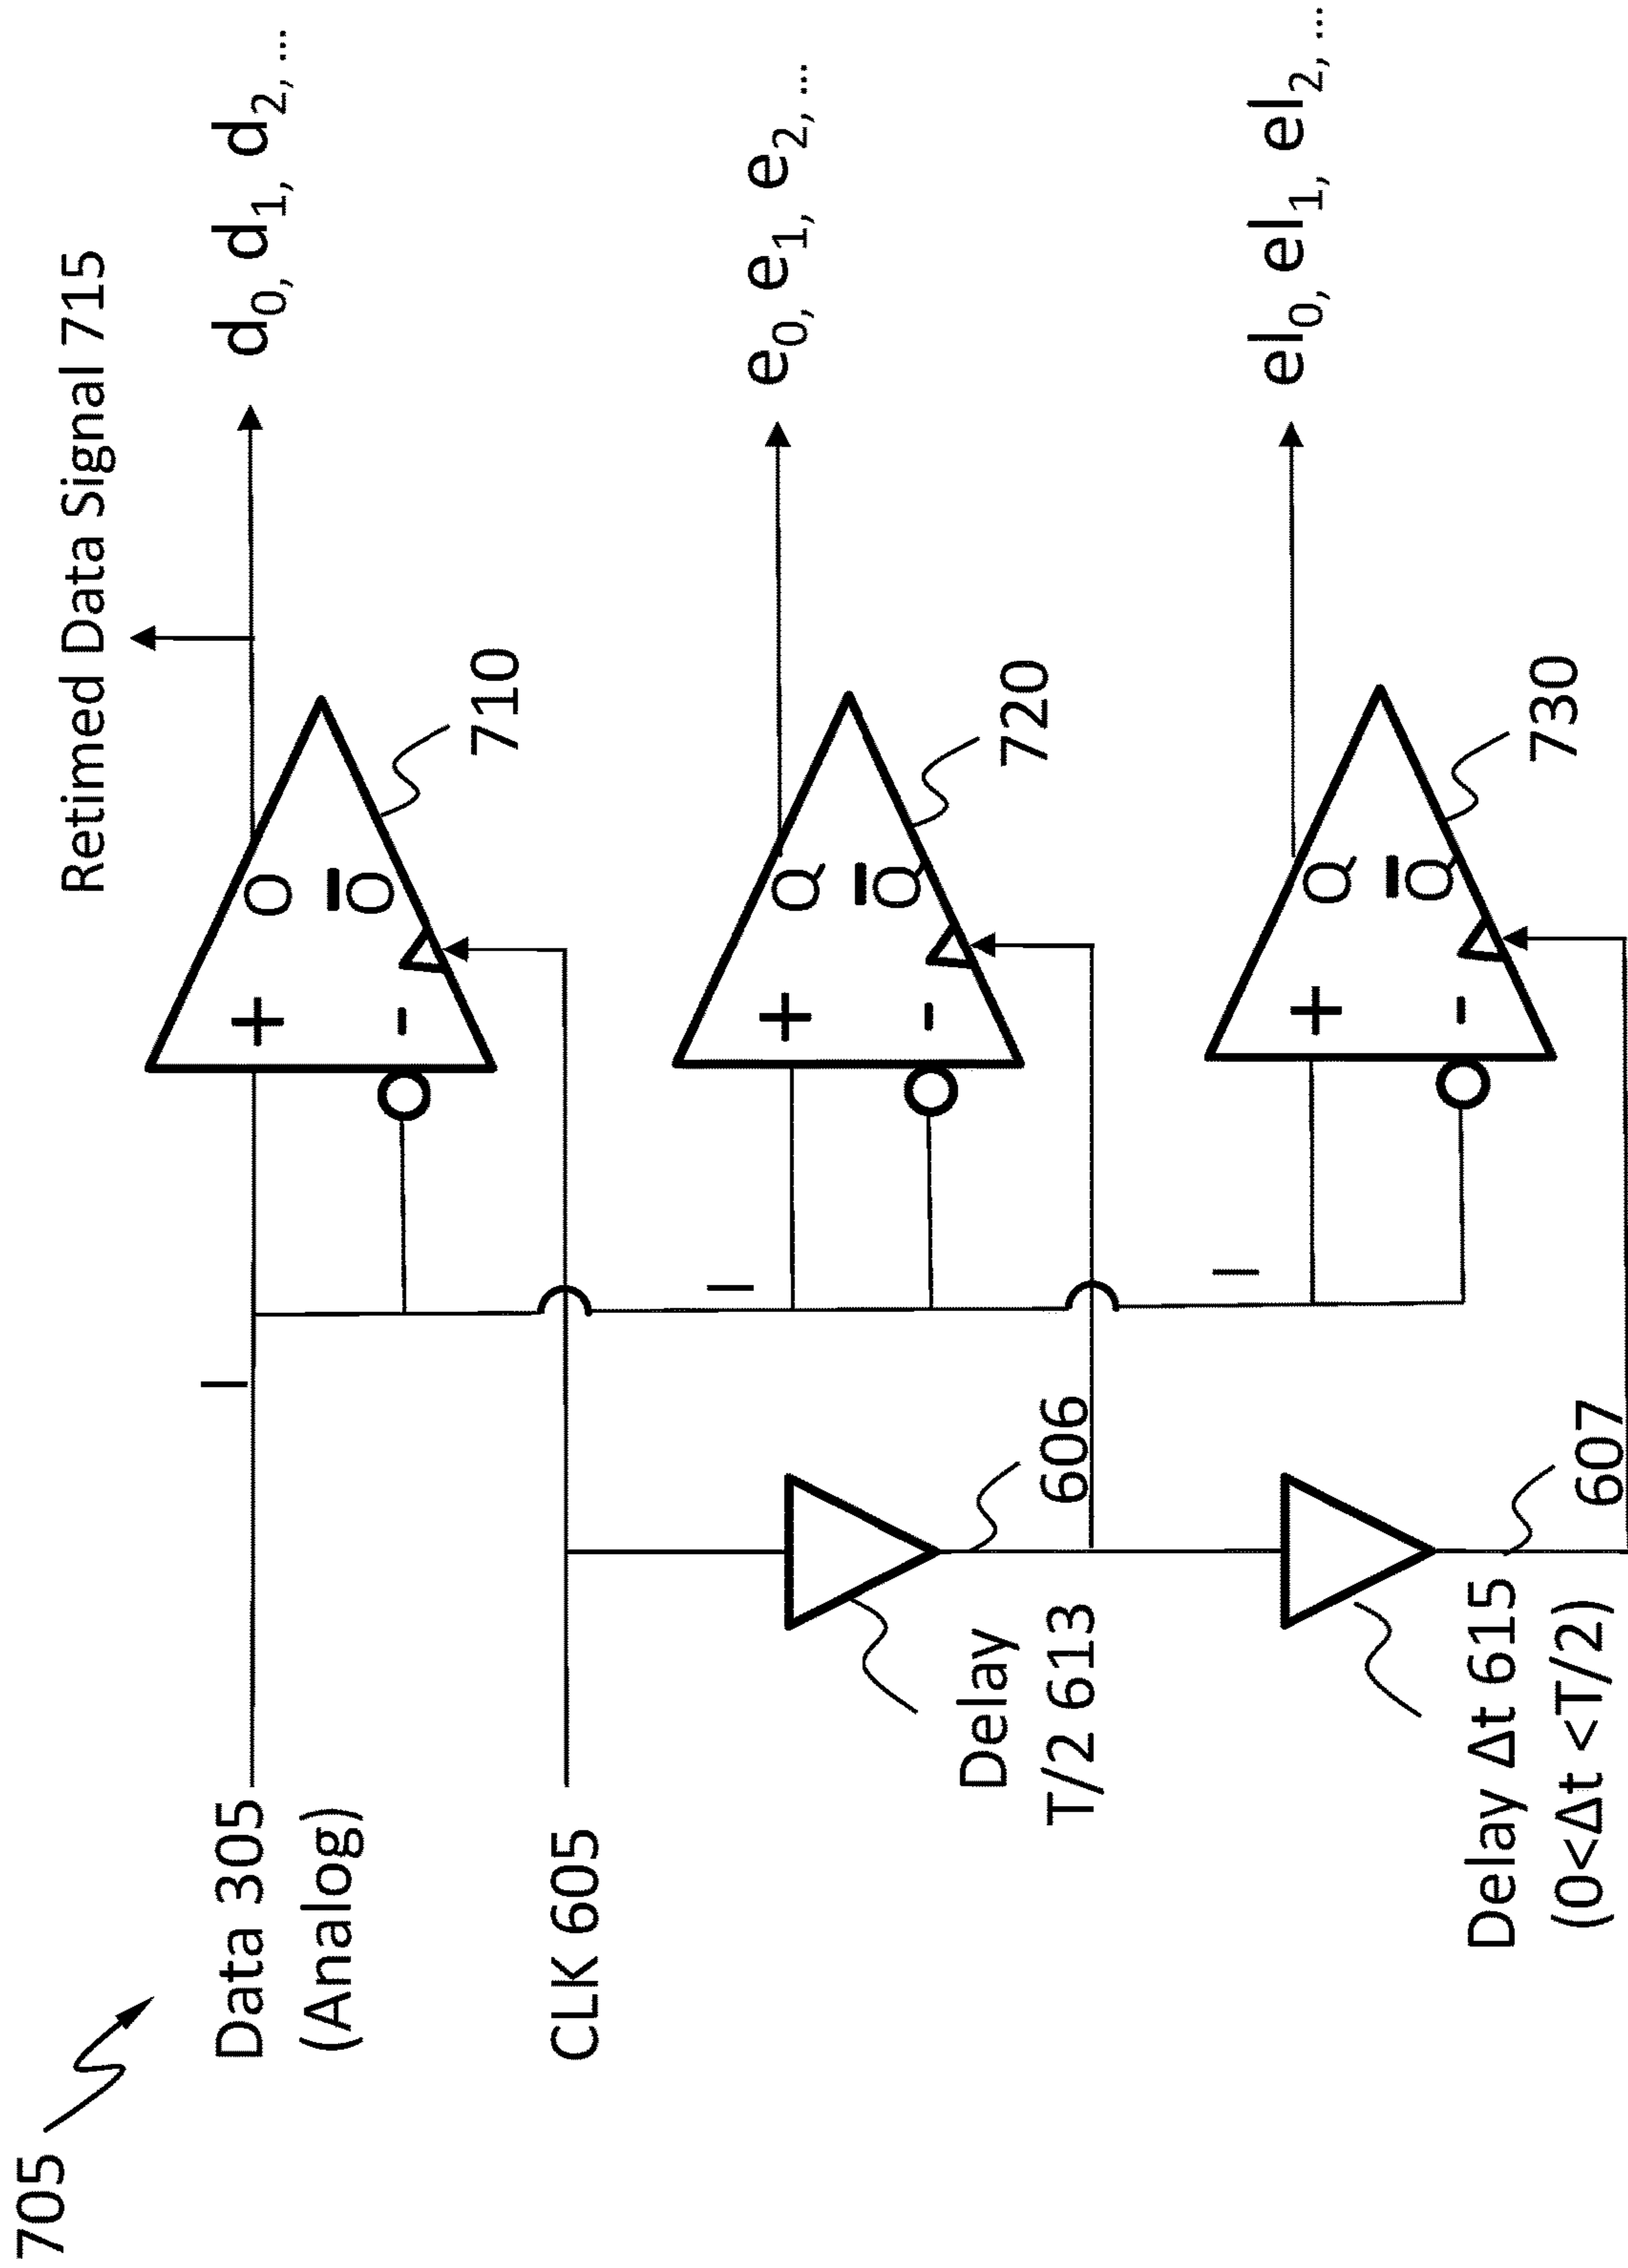 705
Data 305
(Analog)
CLK 605
Delay
T/2 613
606
Delay Δt 615
(0<Δt <T/2)
607
+
-
O
O̅
710
Retimed Data Signal 715
d₀, d₁, d₂, ...
+
-
Q
Q̅
720
e₀, e₁, e₂, ...
+
-
Q
Q̅
730
el₀, el₁, el₂, ...